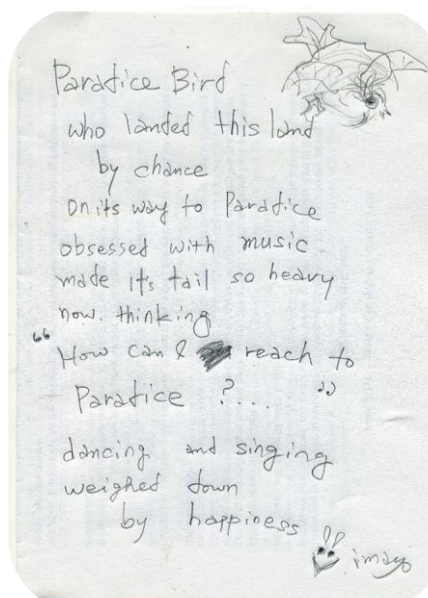 Paradice Bird
who landed this land
by chance
on its way to Paradice
obsessed with music
made it's tail so heavy
now. thinking
“How can I reach to
Paradice ?... ”
dancing and singing
weighed down
by happiness
imayo